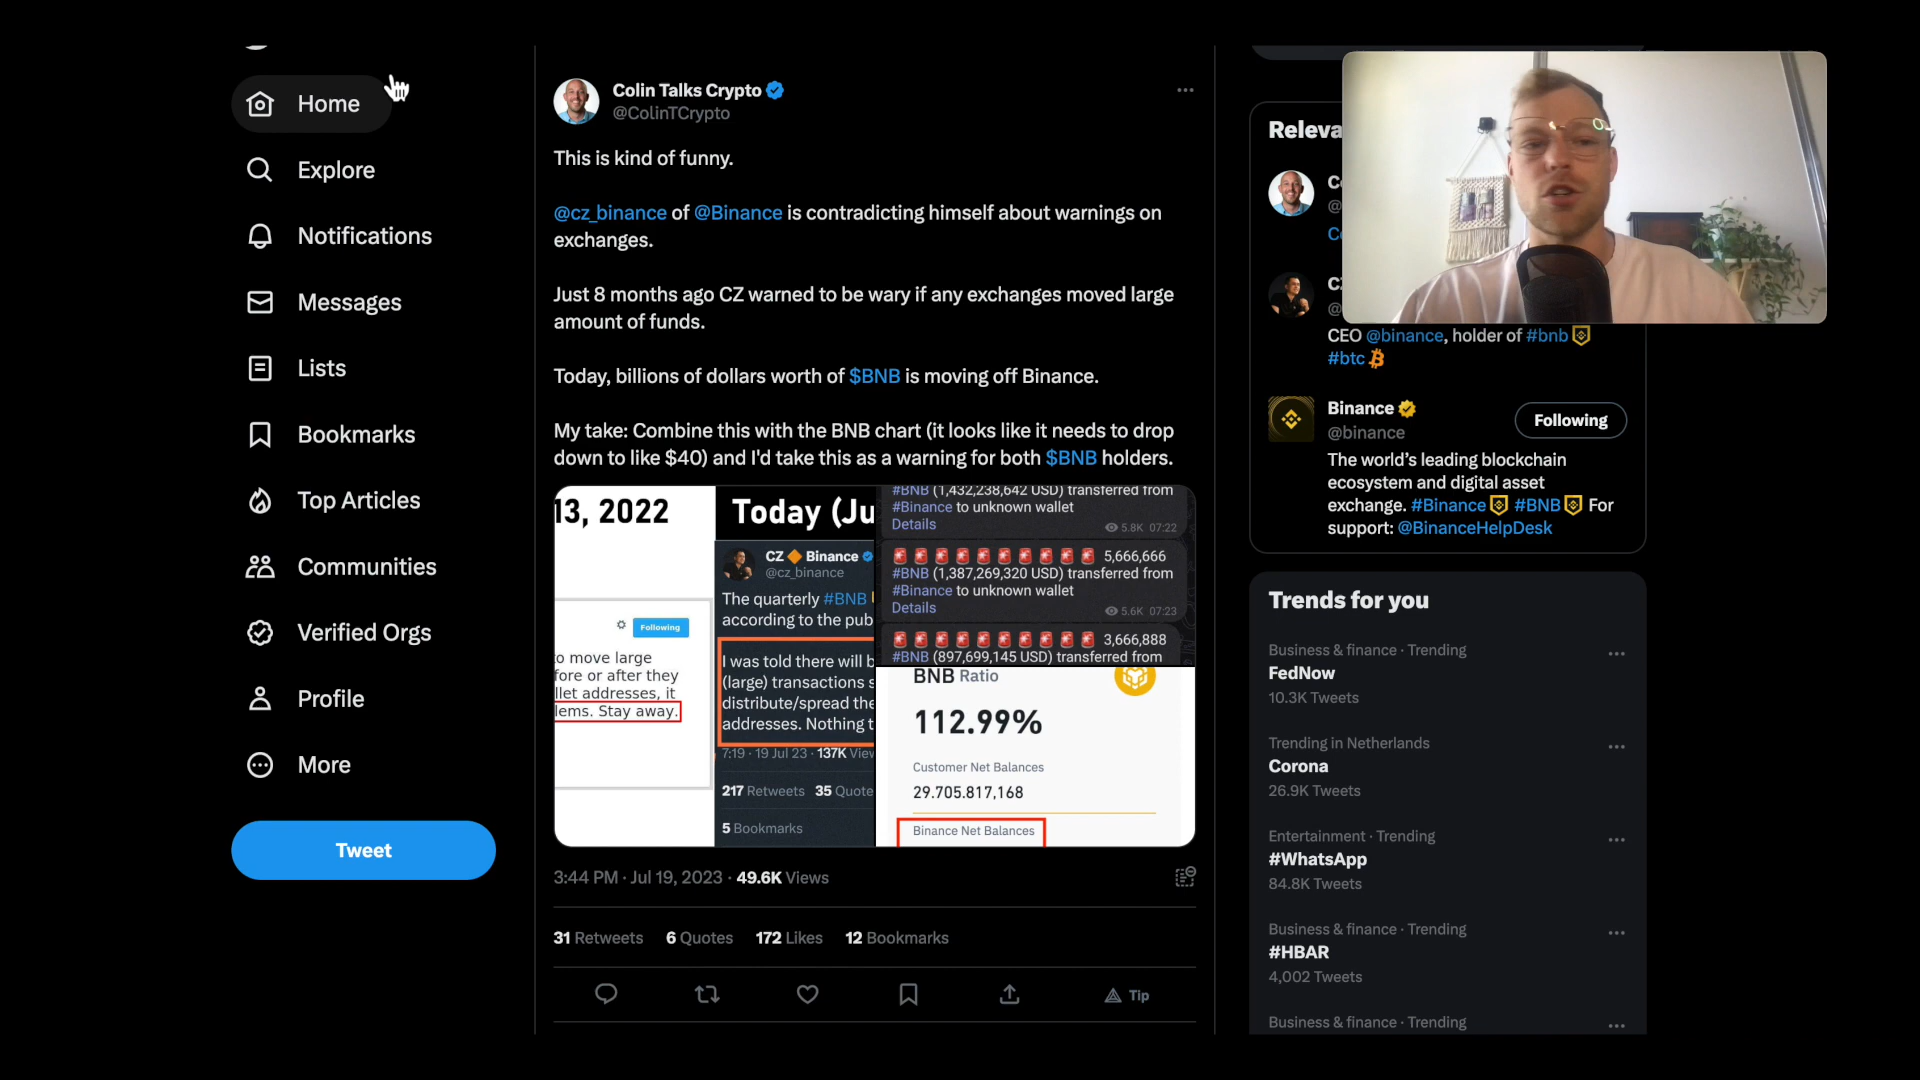 Home
Explore
Notifications
Messages
Lists
Bookmarks
Top Articles
Communities
Verified Orgs
Profile
More
Tweet
Colin Talks Crypto
@ColinTCrypto
This is kind of funny.
@cz_binance of @Binance is contradicting himself about warnings on
exchanges.
Just 8 months ago CZ warned to be wary if any exchanges moved large
amount of funds.
Today, billions of dollars worth of $BNB is moving off Binance.
My take: Combine this with the BNB chart (it looks like it needs to drop
down to like $40) and I'd take this as a warning for both $BNB holders.
13, 2022
Following
to move large
fore or after they
llet addresses, it
lems. Stay away.
Today (Ju
CZ Binance
@cz_binance
The quarterly #BNB
according to the pub
I was told there will b
(large) transactions s
distribute/spread the
addresses. Nothing t
7:19 · 19 Jul 23 · 137K View
217 Retweets 35 Quote
5 Bookmarks
#BNB (1,432,238,642 USD) transferred from
#Binance to unknown wallet
Details
5.8K 07:22
5,666,666
#BNB (1,387,269,320 USD) transferred from
#Binance to unknown wallet
Details
5.6K 07:23
3,666,888
#BNB (897,699,145 USD) transferred from
BNB Ratio
112.99%
Customer Net Balances
29.705.817,168
Binance Net Balances
3:44 PM · Jul 19, 2023 · 49.6K Views
31 Retweets 6 Quotes 172 Likes 12 Bookmarks
Tip
Releva
C
@
C
CZ
@
CEO @binance, holder of #bnb
#btc
Binance
@binance
Following
The world's leading blockchain
ecosystem and digital asset
exchange. #Binance #BNB For
support: @BinanceHelpDesk
Trends for you
Business & finance · Trending
FedNow
10.3K Tweets
Trending in Netherlands
Corona
26.9K Tweets
Entertainment · Trending
#WhatsApp
84.8K Tweets
Business & finance · Trending
#HBAR
4,002 Tweets
Business & finance · Trending